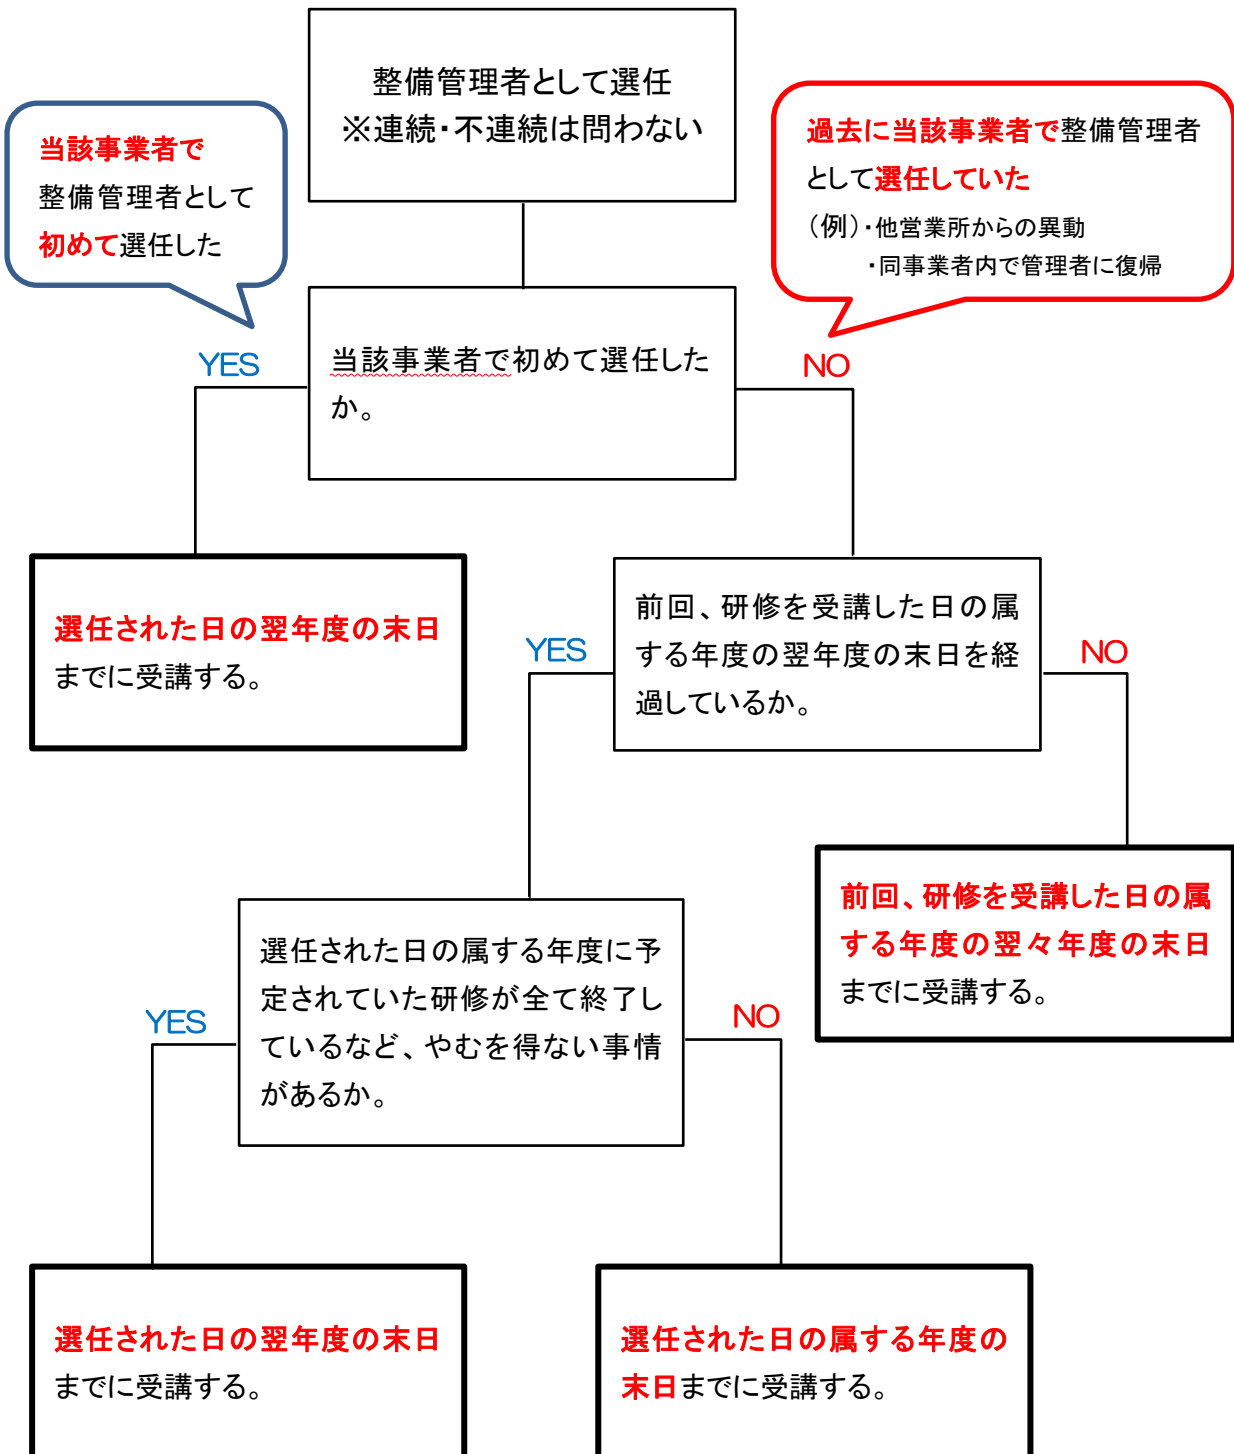 整備管理者として選任
※連続・不連続は問わない
当該事業者で
整備管理者として
初めて選任した
過去に当該事業者で整備管理者
として選任していた
（例）・他営業所からの異動
・同事業者内で管理者に復帰
YES
当該事業者で初めて選任した
か。
NO
選任された日の翌年度の末日
までに受講する。
YES
前回、研修を受講した日の属
する年度の翌年度の末日を経
過しているか。
NO
前回、研修を受講した日の属
する年度の翌々年度の末日
までに受講する。
YES
選任された日の属する年度に予
定されていた研修が全て終了し
ているなど、やむを得ない事情
があるか。
NO
選任された日の翌年度の末日
までに受講する。
選任された日の属する年度の
末日までに受講する。